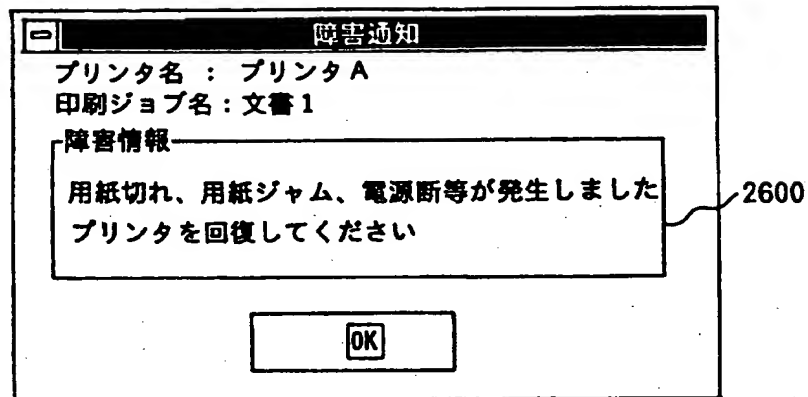 障害通知
プリンタ名 : プリンタA
印刷ジョブ名:文書1
障害情報
用紙切れ、用紙ジャム、電源断等が発生しました
プリンタを回復してください
2600
OK